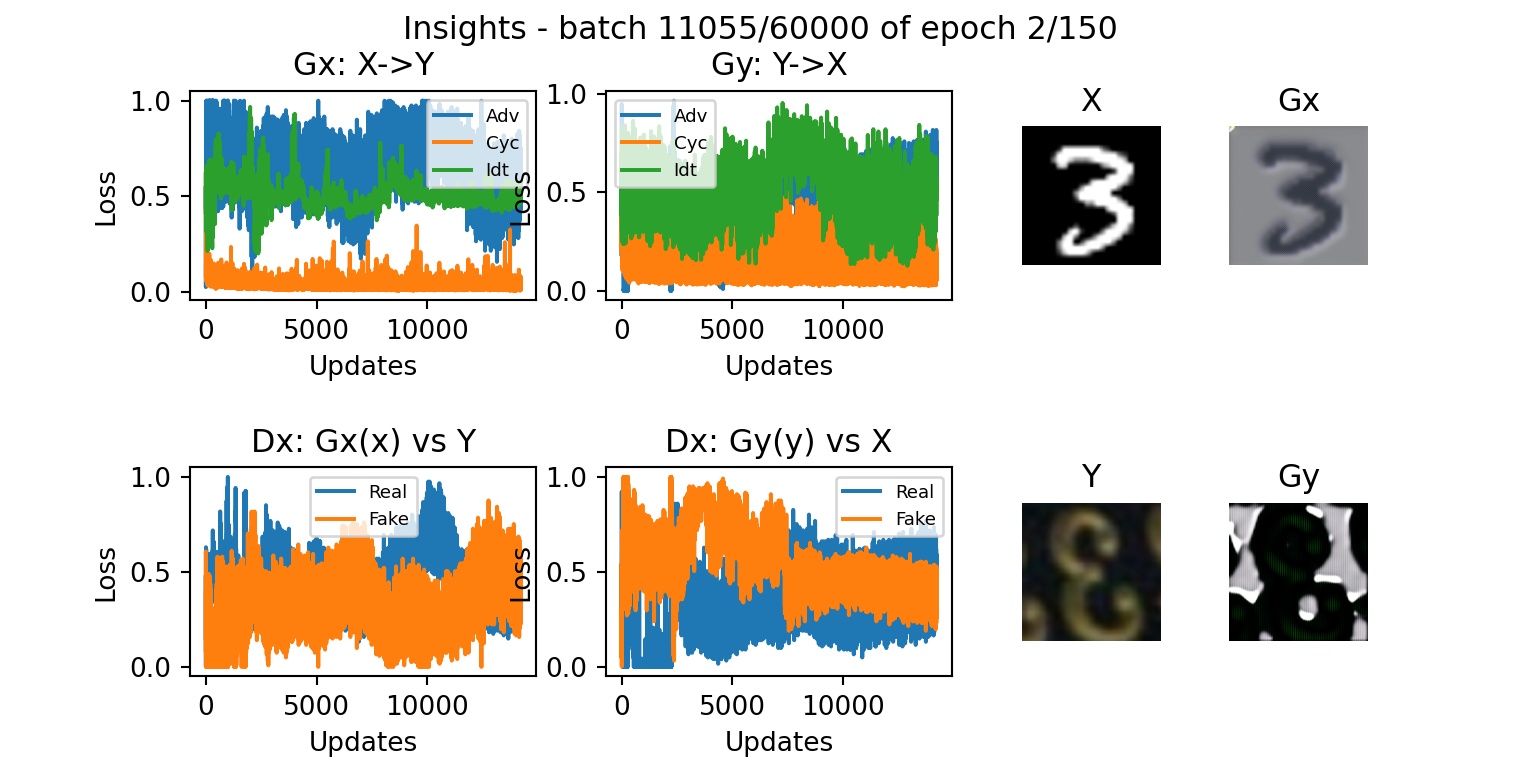 Insights - batch 11055/60000 of epoch 2/150
Gx: X->Y
1.0
0.5
0.0
Loss
Adv
Cyc
Idt
0 5000 10000
Updates
Gy: Y->X
1.0
0.5
0.0
Loss
Adv
Cyc
Idt
0 5000 10000
Updates
X
3
Gx
3
Dx: Gx(x) vs Y
1.0
0.5
0.0
Loss
Real
Fake
0 5000 10000
Updates
Dx: Gy(y) vs X
1.0
0.5
0.0
Loss
Real
Fake
0 5000 10000
Updates
Y
Gy